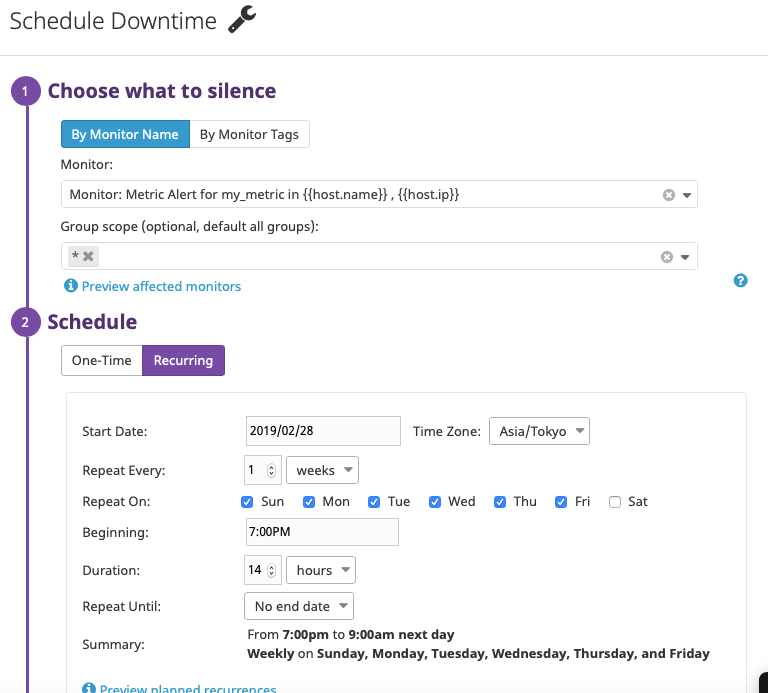 Schedule Downtime
1 Choose what to silence
By Monitor Name By Monitor Tags
Monitor:
Monitor: Metric Alert for my_metric in {{host.name}} , {{host.ip}}
Group scope (optional, default all groups):
*
Preview affected monitors
?
2 Schedule
One-Time Recurring
Start Date: 2019/02/28 Time Zone: Asia/Tokyo
Repeat Every: 1 weeks
Repeat On: Sun Mon Tue Wed Thu Fri Sat
Beginning: 7:00PM
Duration: 14 hours
Repeat Until: No end date
Summary: From 7:00pm to 9:00am next day
Weekly on Sunday, Monday, Tuesday, Wednesday, Thursday, and Friday
Preview planned recurrences